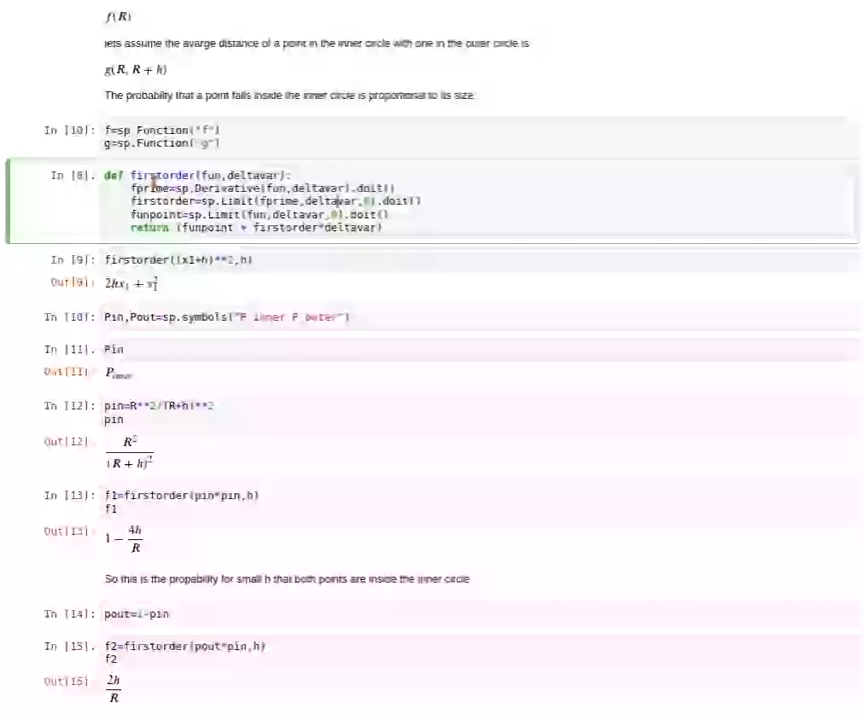 f(R)
lets assume the avarge distance of a point in the inner circle with one in the outer circle is
g(R, R + h)
The probability that a point falls inside the inner circle is proportional to its size.
In [10]: f=sp.Function("f")
g=sp.Function("g")
In [8]: def firstorder(fun,deltavar):
fprime=sp.Derivative(fun,deltavar).doit()
firstorder=sp.Limit(fprime,deltavar,0).doit()
funpoint=sp.Limit(fun,deltavar,0).doit()
return (funpoint + firstorder*deltavar)
In [9]: firstorder((x1+h)**2,h)
Out[9]: 2hx₁ + x₁²
In [10]: Pin,Pout=sp.symbols("P_inner P_outer")
In [11]: Pin
Out[11]: P_inner
In [12]: pin=R**2/(R+h)**2
pin
Out[12]: R²
(R + h)²
In [13]: f1=firstorder(pin*pin,h)
f1
Out[13]: 1 − 4h
R
So this is the propability for small h that both points are inside the inner circle
In [14]: pout=1-pin
In [15]: f2=firstorder(pout*pin,h)
f2
Out[15]: 2h
R